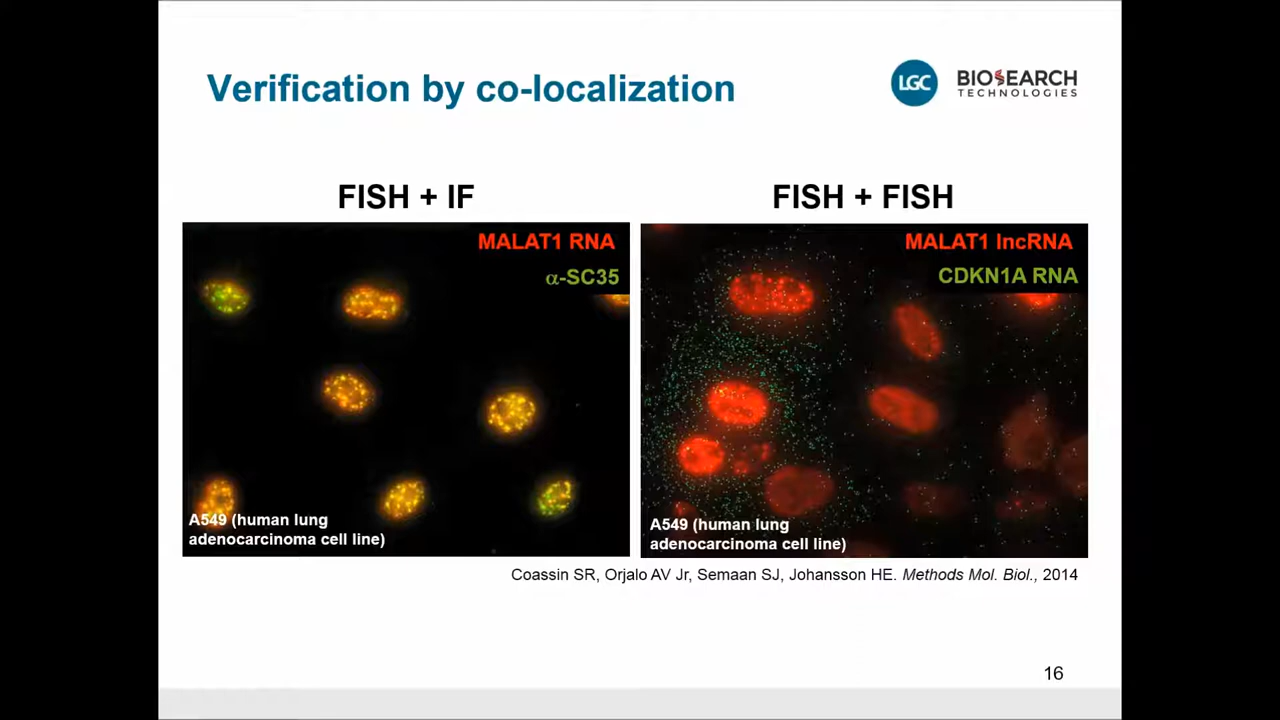 Verification by co-localization
LGC
BIOSEARCH
TECHNOLOGIES
FISH + IF
FISH + FISH
MALAT1 RNA
α-SC35
A549 (human lung
adenocarcinoma cell line)
MALAT1 lncRNA
CDKN1A RNA
A549 (human lung
adenocarcinoma cell line)
Coassin SR, Orjalo AV Jr, Semaan SJ, Johansson HE. Methods Mol. Biol., 2014
16